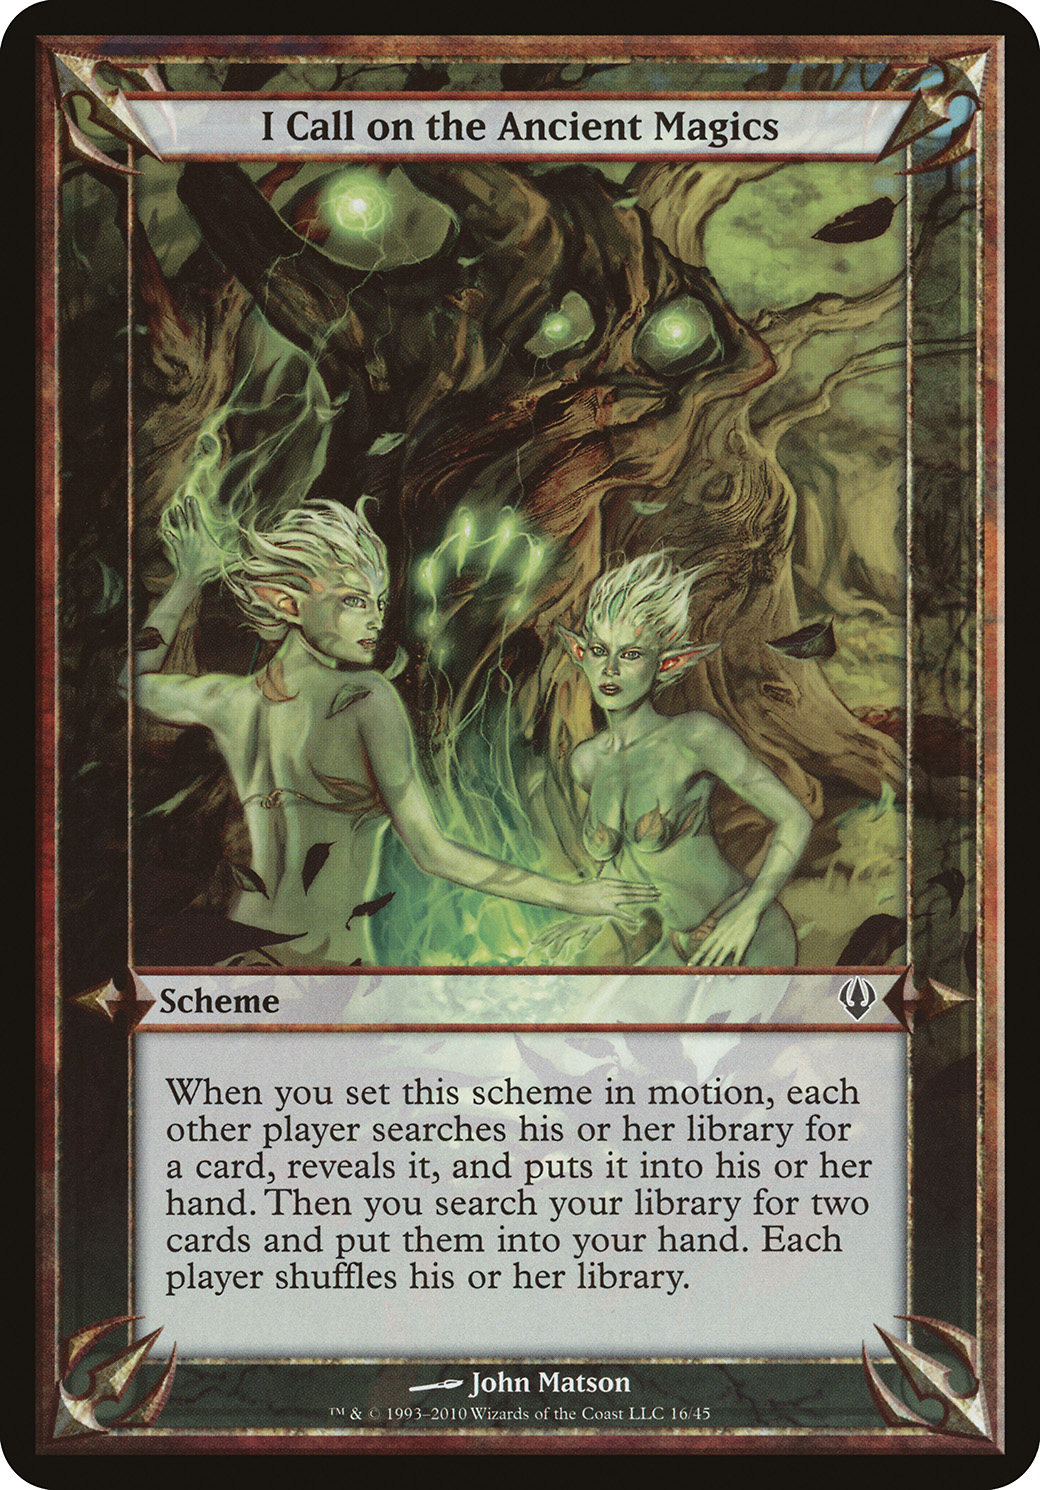 I Call on the Ancient Magics
Scheme
When you set this scheme in motion, each
other player searches his or her library for
a card, reveals it, and puts it into his or her
hand. Then you search your library for two
cards and put them into your hand. Each
player shuffles his or her library.
John Matson
™ & © 1993–2010 Wizards of the Coast LLC 16/45